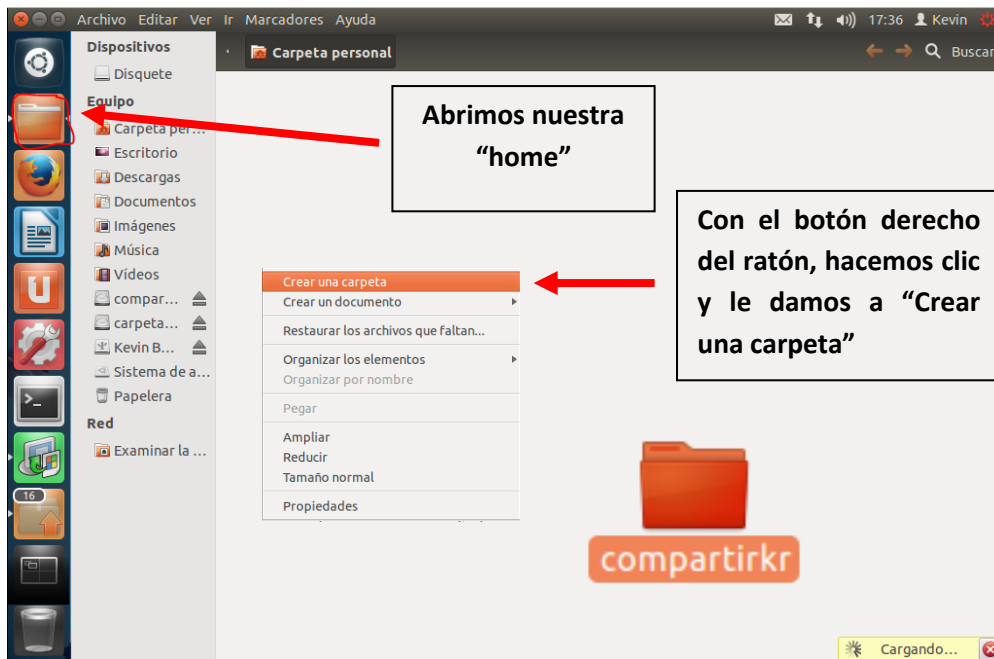 Archivo Editar Ver Ir Marcadores Ayuda
17:36 Kevin
Dispositivos
Disquete
Equipo
Carpeta per...
Escritorio
Descargas
Documentos
Imágenes
Música
Vídeos
compar...
carpeta...
Kevin B...
Sistema de a...
Papelera
Red
Examinar la ...
16
Carpeta personal
Buscar
Abrimos nuestra
“home”
Con el botón derecho
del ratón, hacemos clic
y le damos a “Crear
una carpeta”
Crear una carpeta
Crear un documento
Restaurar los archivos que faltan...
Organizar los elementos
Organizar por nombre
Pegar
Ampliar
Reducir
Tamaño normal
Propiedades
compartirkr
Cargando...